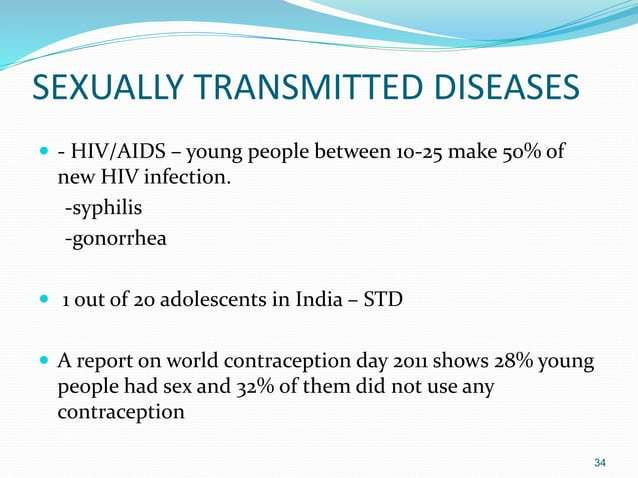 SEXUALLY TRANSMITTED DISEASES
- HIV/AIDS – young people between 10-25 make 50% of
new HIV infection.
-syphilis
-gonorrhea
1 out of 20 adolescents in India – STD
A report on world contraception day 2011 shows 28% young
people had sex and 32% of them did not use any
contraception
34